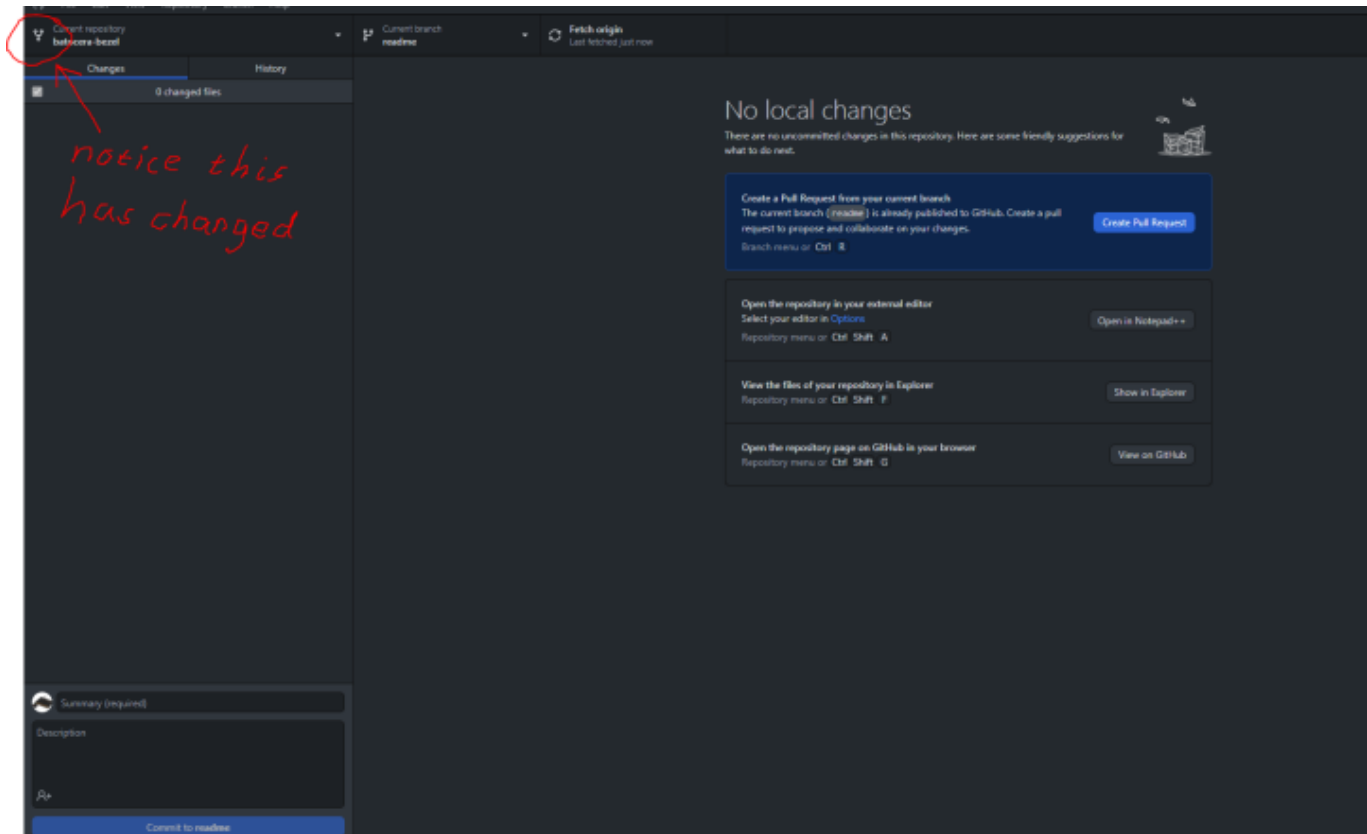 Current repository
batocera-bezel
Current branch
readme
Fetch origin
Last fetched just now
Changes
History
0 changed files
notice this
has changed
No local changes
There are no uncommitted changes in this repository. Here are some friendly suggestions for
what to do next.
Create a Pull Request from your current branch
The current branch (readme) is already published to GitHub. Create a pull
request to propose and collaborate on your changes.
Branch menu or Ctrl R
Create Pull Request
Open the repository in your external editor
Select your editor in Options
Repository menu or Ctrl Shift A
Open in Notepad++
View the files of your repository in Explorer
Repository menu or Ctrl Shift F
Show in Explorer
Open the repository page on GitHub in your browser
Repository menu or Ctrl Shift G
View on GitHub
Summary (required)
Description
Commit to readme